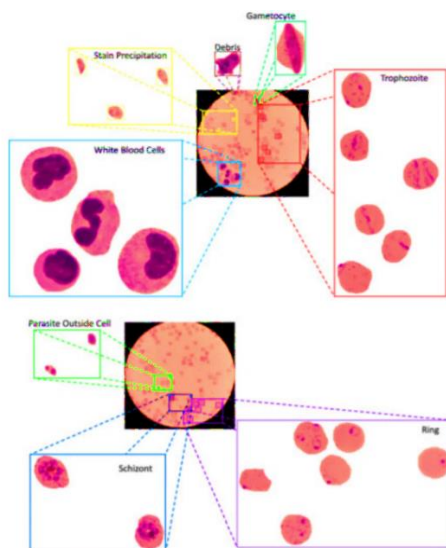 Gametocyte
Debris
Stain Precipitation
Trophozoite
White Blood Cells
Parasite Outside Cell
Ring
Schizont